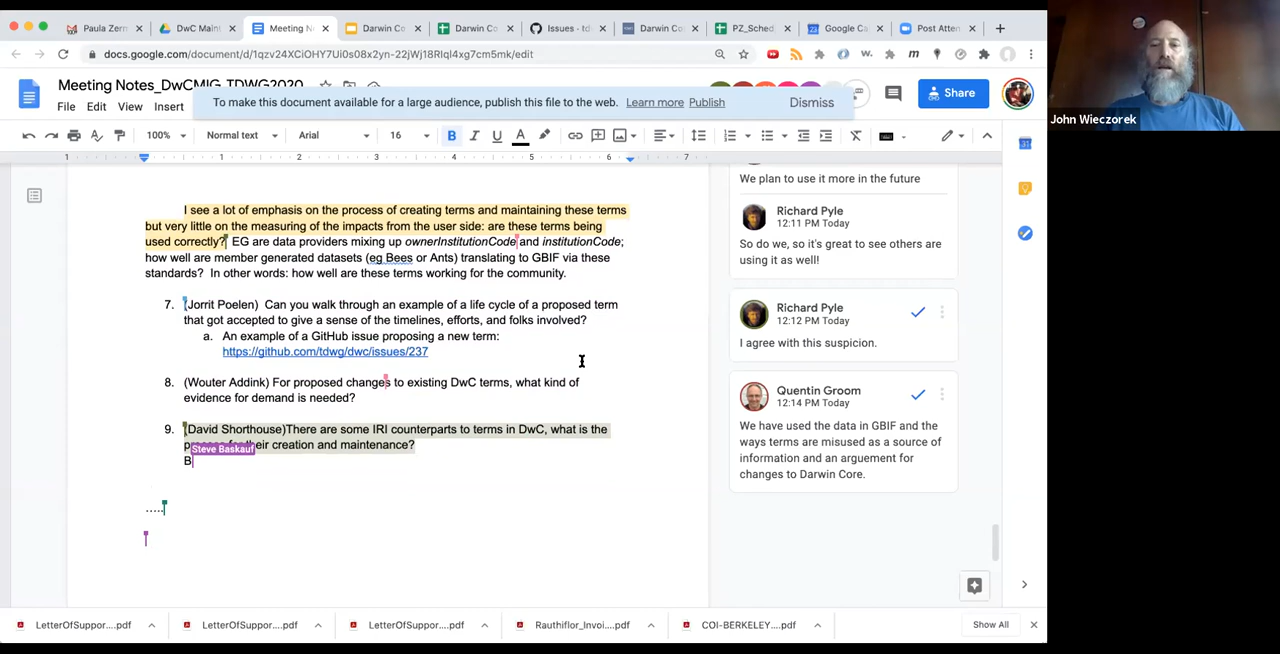 Paula Zerm
DwC Main
Meeting N
Darwin Co
Darwin Co
Issues - td
Darwin Co
PZ_Sched
Google Ca
Post Atten
docs.google.com/document/d/1qzv24XCiOHY7Ui0s08x2yn-22jWj18RlqI4xg7cm5mk/edit
Meeting Notes_DwCMIG_TDWG2020
File Edit View Insert
To make this document available for a large audience, publish this file to the web. Learn more Publish Dismiss
Share
John Wieczorek
100% Normal text Arial 16 B I U A
1 1 2 3 4 5 6 7
I see a lot of emphasis on the process of creating terms and maintaining these terms
but very little on the measuring of the impacts from the user side: are these terms being
used correctly? EG are data providers mixing up ownerInstitutionCode and institutionCode;
how well are member generated datasets (eg Bees or Ants) translating to GBIF via these
standards? In other words: how well are these terms working for the community.
7. (Jorrit Poelen) Can you walk through an example of a life cycle of a proposed term
that got accepted to give a sense of the timelines, efforts, and folks involved?
a. An example of a GitHub issue proposing a new term:
https://github.com/tdwg/dwc/issues/237
8. (Wouter Addink) For proposed changes to existing DwC terms, what kind of
evidence for demand is needed?
9. (David Shorthouse)There are some IRI counterparts to terms in DwC, what is the
their creation and maintenance?
Steve Baskauf
B
.....
We plan to use it more in the future
Richard Pyle
12:11 PM Today
So do we, so it's great to see others are
using it as well!
Richard Pyle
12:12 PM Today
I agree with this suspicion.
Quentin Groom
12:14 PM Today
We have used the data in GBIF and the
ways terms are misused as a source of
information and an arguement for
changes to Darwin Core.
LetterOfSuppor....pdf
LetterOfSuppor....pdf
LetterOfSuppor....pdf
Rauthiflor_Invoi....pdf
COI-BERKELEY....pdf
Show All